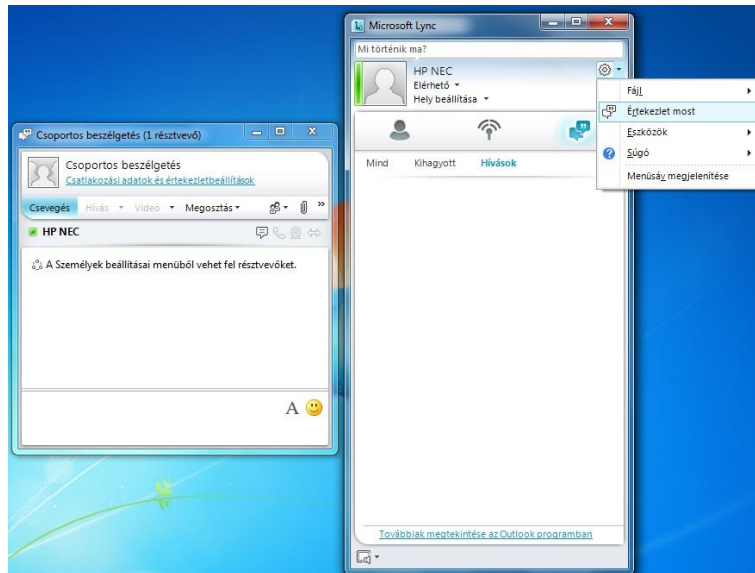 Microsoft Lync
Mi történik ma?
HP NEC
Elérhető
Hely beállítása
Mind Kihagyott Hívások
Továbbiak megtekintése az Outlook programban
Fájl
Értekezlet most
Eszközök
Súgó
Menüsáv megjelenítése
Csoportos beszélgetés (1 résztvevő)
Csoportos beszélgetés
Csatlakozási adatok és értekezletbeállítások
Csevegés Hívás Videó Megosztás
HP NEC
A Személyek beállításai menüből vehet fel résztvevőket.
A